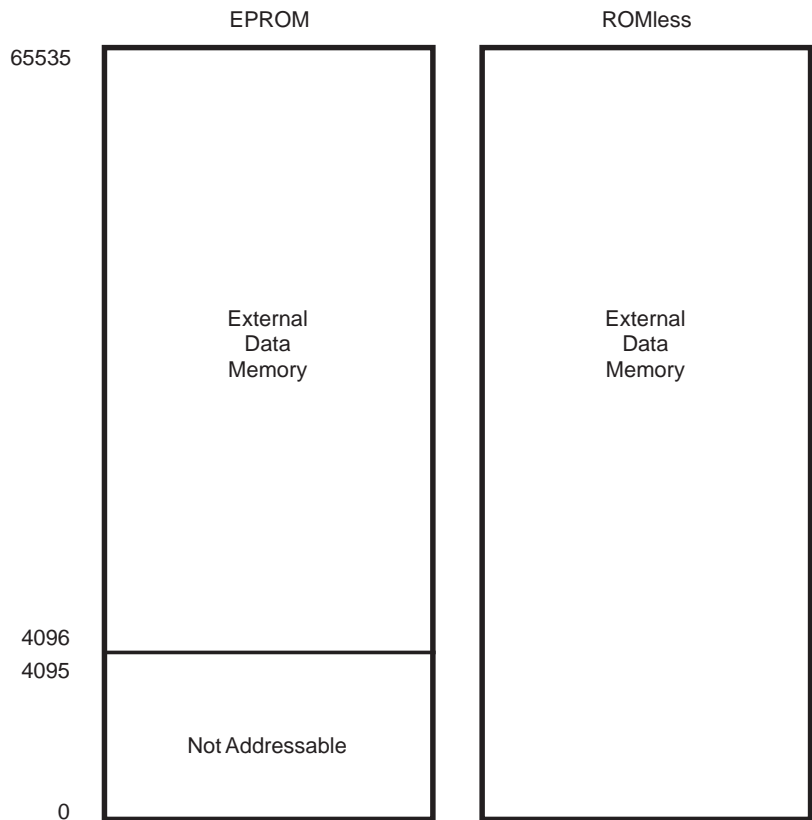 EPROM
ROMless
65535
External
Data
Memory
External
Data
Memory
4096
4095
Not Addressable
0